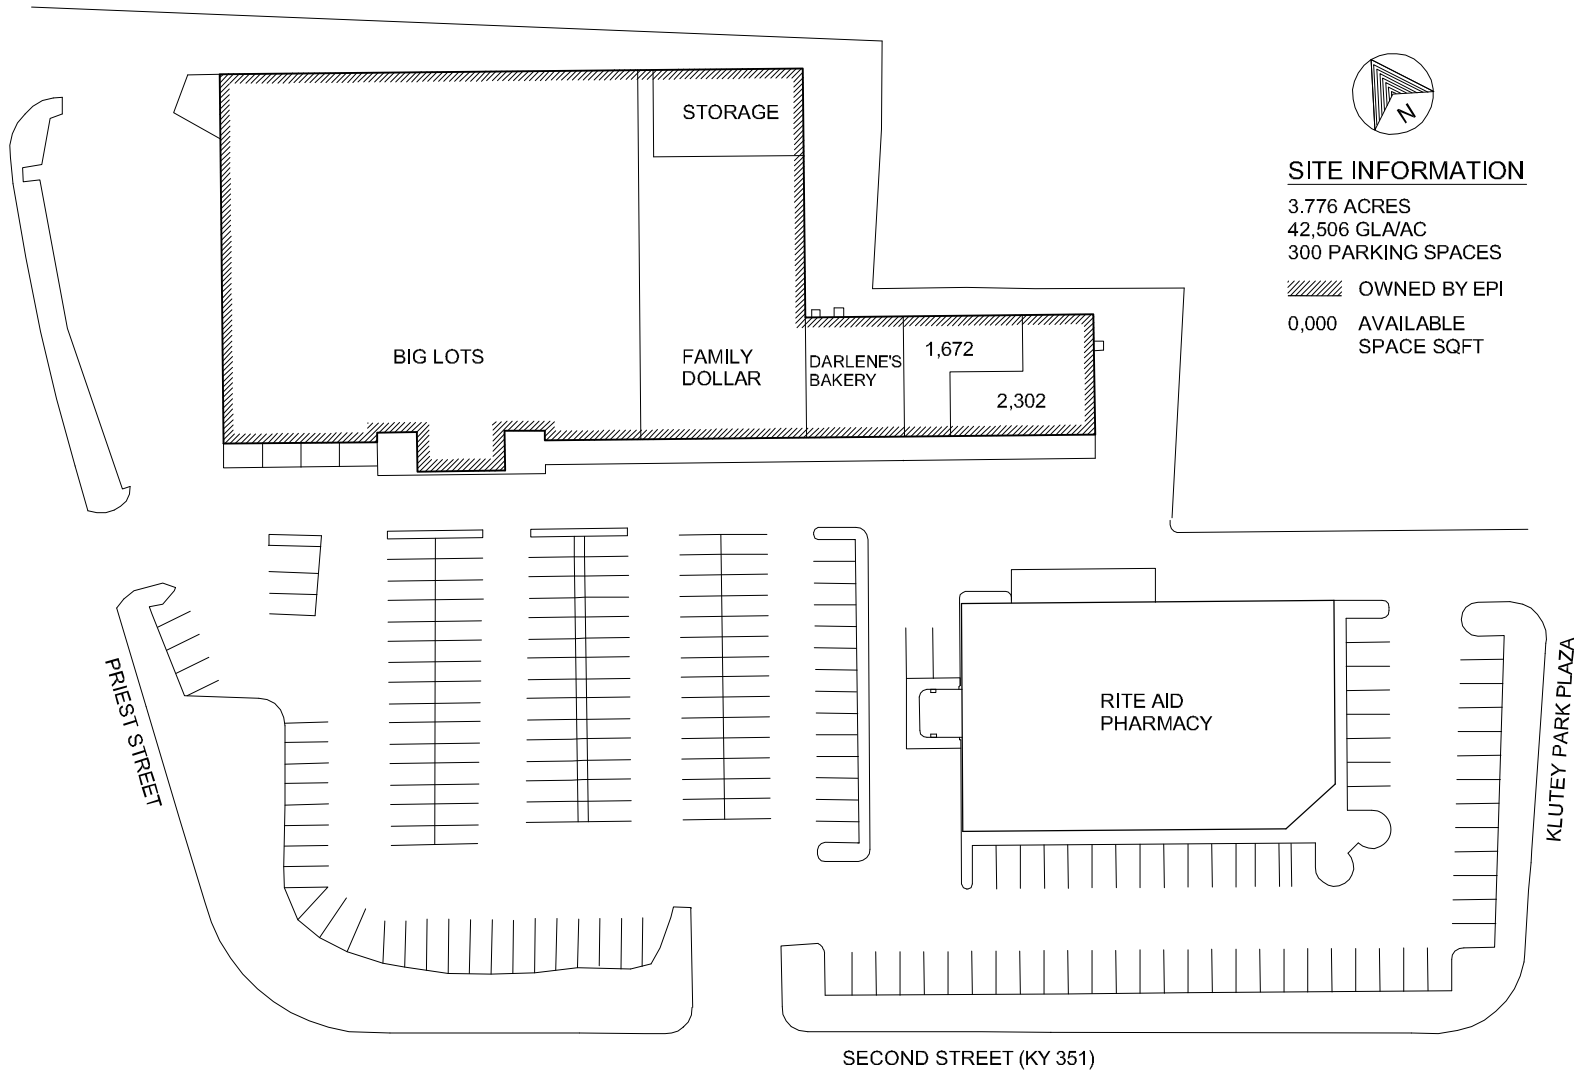 STORAGE
N
SITE INFORMATION
3.776 ACRES
42,506 GLA/AC
300 PARKING SPACES
OWNED BY EPI
0,000 AVAILABLE
SPACE SQFT
BIG LOTS
FAMILY
DOLLAR
DARLENE'S
BAKERY
1,672
2,302
PRIEST STREET
RITE AID
PHARMACY
KLUTEY PARK PLAZA
SECOND STREET (KY 351)